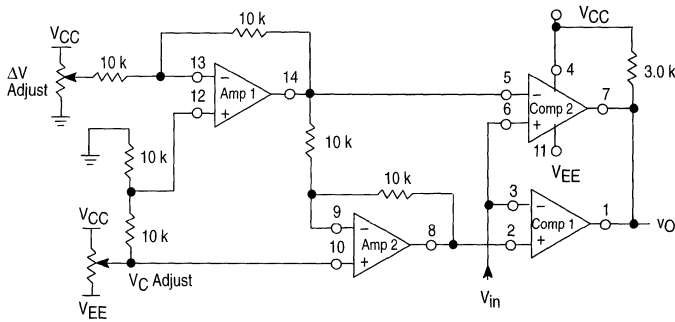 VCC
10 k
ΔV
Adjust
10 k
13
12
Amp 1
14
10 k
10 k
10 k
VCC
VEE
VC Adjust
10 k
9
10
Amp 2
8
VCC
4
5
6
Comp 2
7
3.0 k
11
VEE
3
2
Comp 1
1
vO
Vin